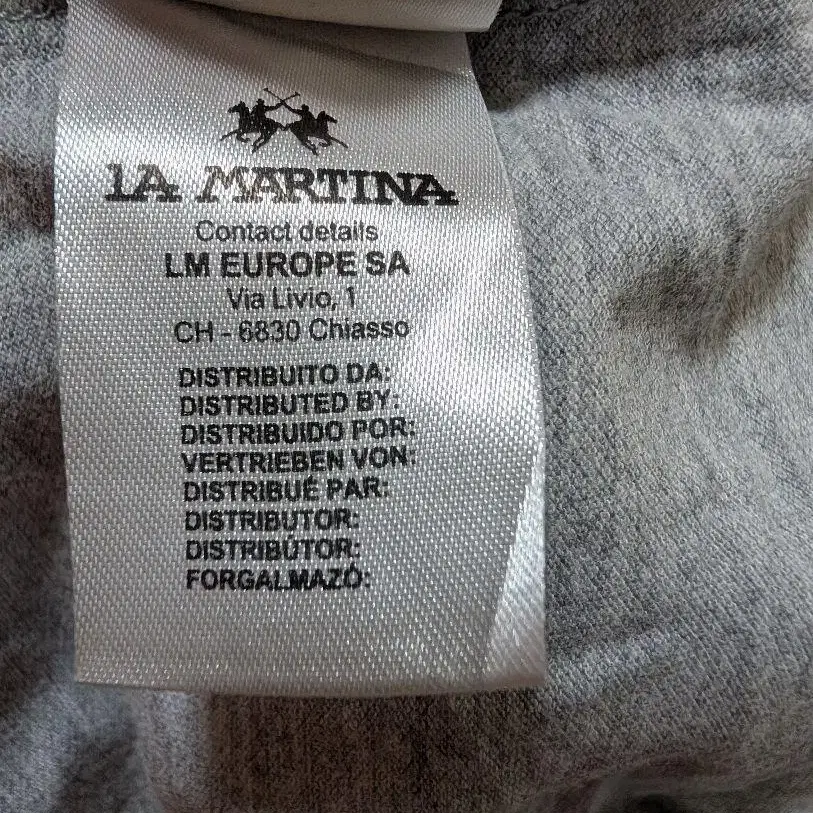 LA MARTINA
Contact details
LM EUROPE SA
Via Livio, 1
CH - 6830 Chiasso
DISTRIBUITO DA:
DISTRIBUTED BY:
DISTRIBUIDO POR:
VERTRIEBEN VON:
DISTRIBUÉ PAR:
DISTRIBUTOR:
DISTRIBÚTOR:
FORGALMAZÓ: